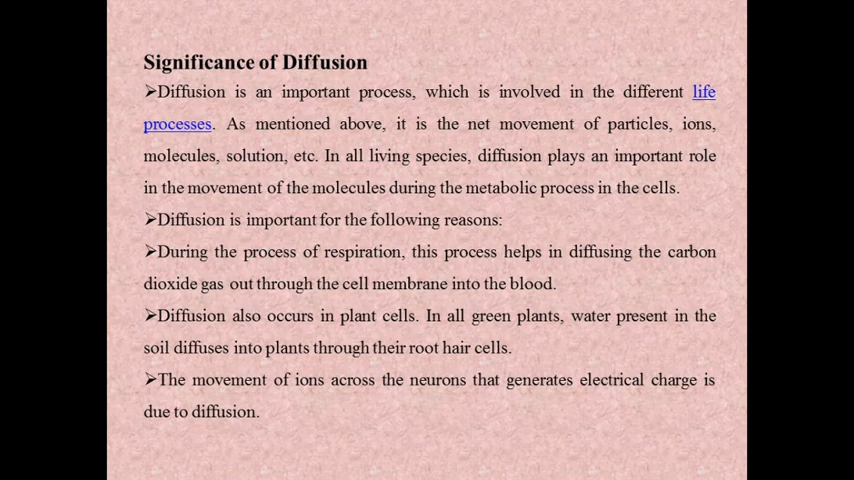 Significance of Diffusion
➢Diffusion is an important process, which is involved in the different life
processes. As mentioned above, it is the net movement of particles, ions,
molecules, solution, etc. In all living species, diffusion plays an important role
in the movement of the molecules during the metabolic process in the cells.
➢Diffusion is important for the following reasons:
➢During the process of respiration, this process helps in diffusing the carbon
dioxide gas out through the cell membrane into the blood.
➢Diffusion also occurs in plant cells. In all green plants, water present in the
soil diffuses into plants through their root hair cells.
➢The movement of ions across the neurons that generates electrical charge is
due to diffusion.